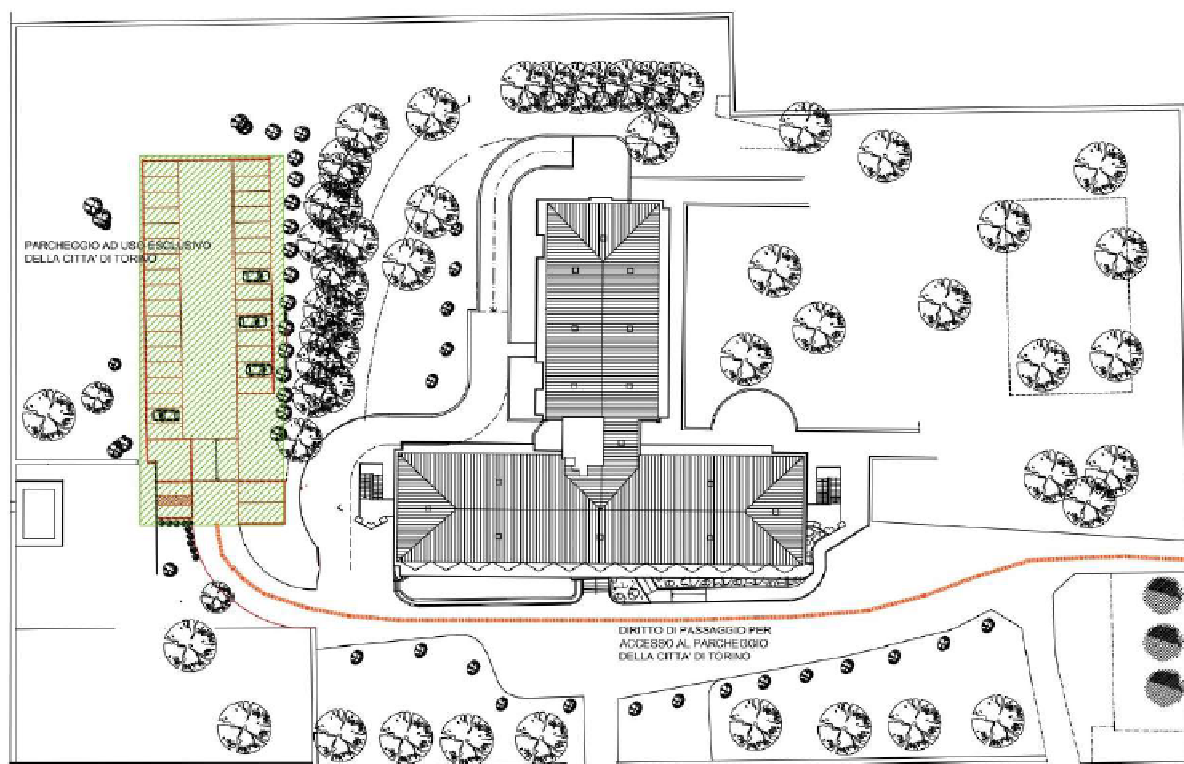 PARCHEGGIO AD USO ESCLUSIVO
DELLA CITTA' DI TORINO
DIRITTO DI PASSAGGIO PER
ACCESSO AL PARCHEGGIO
DELLA CITTA' DI TORINO